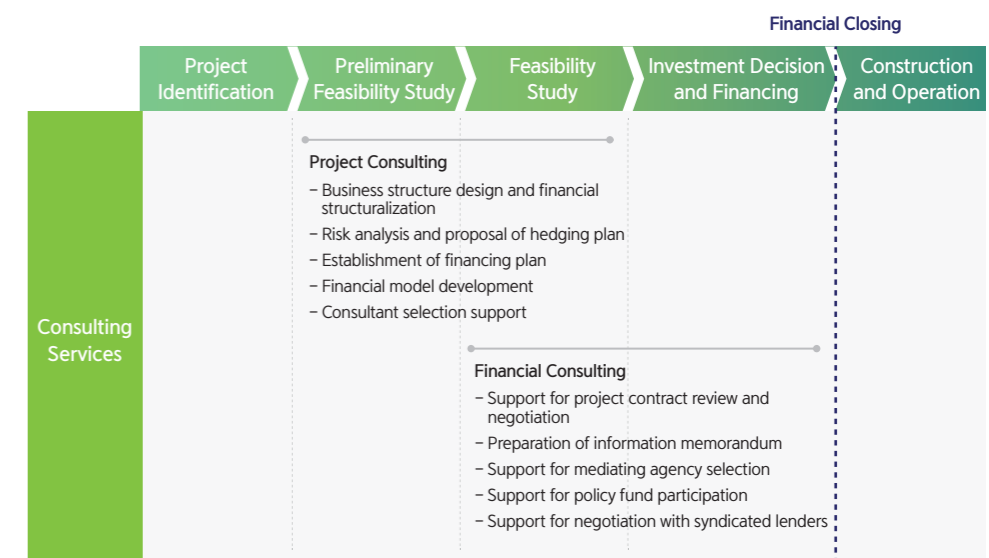 Financial Closing
Project
Identification
Preliminary
Feasibility Study
Feasibility
Study
Investment Decision
and Financing
Construction
and Operation
Consulting
Services
Project Consulting
– Business structure design and financial
structuralization
– Risk analysis and proposal of hedging plan
– Establishment of financing plan
– Financial model development
– Consultant selection support
Financial Consulting
– Support for project contract review and
negotiation
– Preparation of information memorandum
– Support for mediating agency selection
– Support for policy fund participation
– Support for negotiation with syndicated lenders